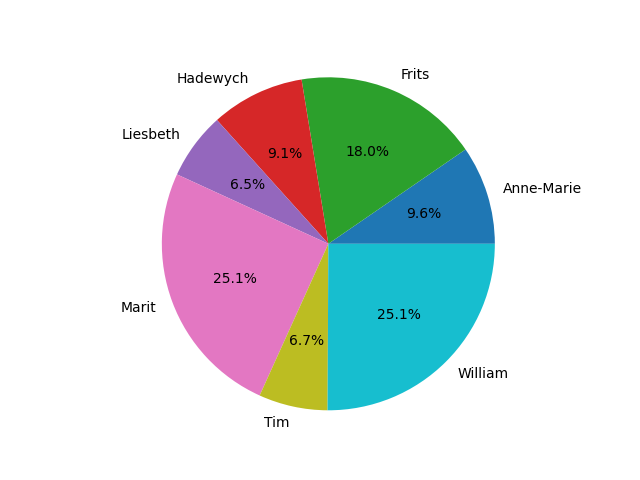 Frits
Hadewych
Liesbeth
Anne-Marie
18.0%
9.1%
6.5%
9.6%
25.1%
Marit
25.1%
6.7%
William
Tim